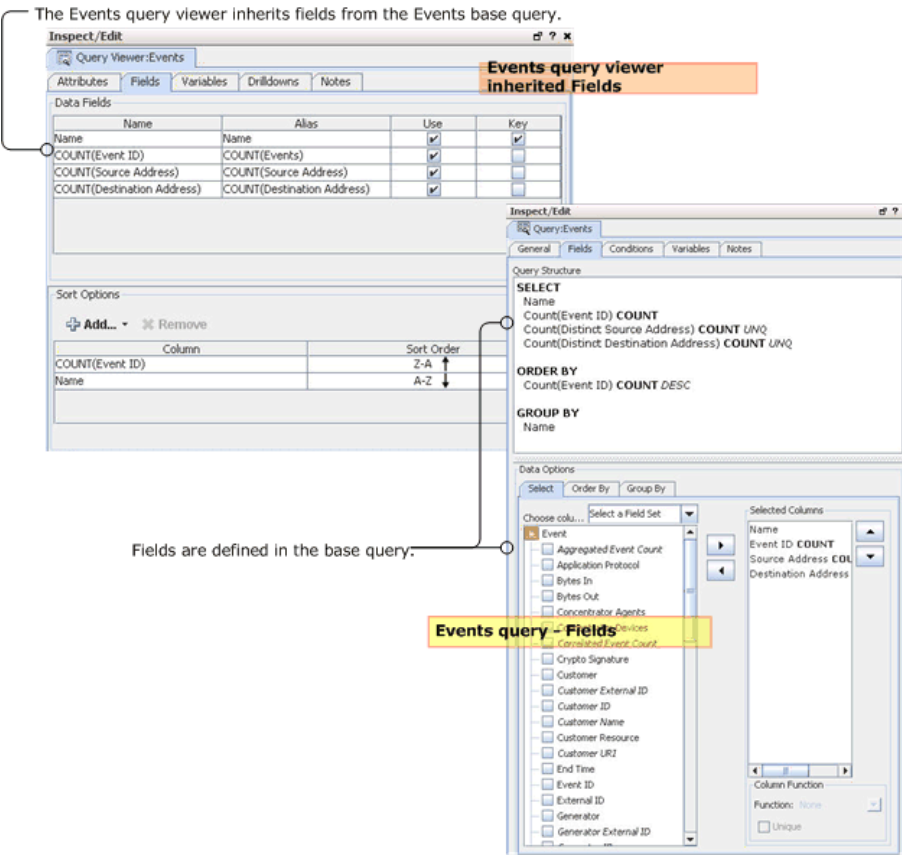 The Events query viewer inherits fields from the Events base query.
Inspect/Edit
Query Viewer:Events
Attributes Fields Variables Drilldowns Notes
Events query viewer
inherited Fields
Data Fields
Name Alias Use Key
Name Name
COUNT(Event ID) COUNT(Events)
COUNT(Source Address) COUNT(Source Address)
COUNT(Destination Address) COUNT(Destination Address)
Sort Options
Add... Remove
Column Sort Order
COUNT(Event ID) Z-A
Name A-Z
Inspect/Edit
Query:Events
General Fields Conditions Variables Notes
Query Structure
SELECT
Name
Count(Event ID) COUNT
Count(Distinct Source Address) COUNT UNQ
Count(Distinct Destination Address) COUNT UNQ
ORDER BY
Count(Event ID) COUNT DESC
GROUP BY
Name
Fields are defined in the base query.
Data Options
Select Order By Group By
Choose colu... Select a Field Set
Event
Aggregated Event Count
Application Protocol
Bytes In
Bytes Out
Concentrator Agents
Devices
Events query - Fields
Correlated Event Count
Crypto Signature
Customer
Customer External ID
Customer ID
Customer Name
Customer Resource
Customer URI
End Time
Event ID
External ID
Generator
Generator External ID
Selected Columns
Name
Event ID COUNT
Source Address COU
Destination Address
Column Function
Function: None
Unique